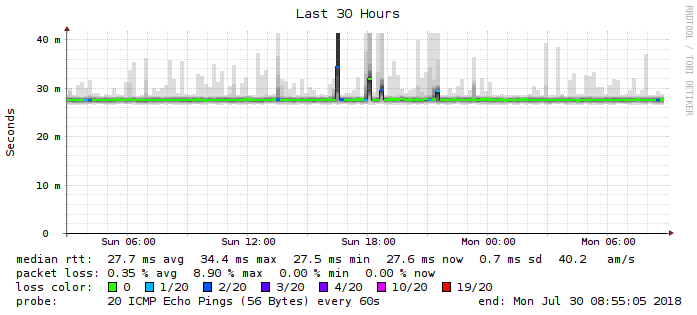 Last 30 Hours
RRDTOOL / TOBI OETIKER
Seconds
40 m
30 m
20 m
10 m
0
Sun 06:00 Sun 12:00 Sun 18:00 Mon 00:00 Mon 06:00
median rtt: 27.7 ms avg 34.4 ms max 27.5 ms min 27.6 ms now 0.7 ms sd 40.2 am/s
packet loss: 0.35 % avg 8.90 % max 0.00 % min 0.00 % now
loss color: 0 1/20 2/20 3/20 4/20 10/20 19/20
probe: 20 ICMP Echo Pings (56 Bytes) every 60s end: Mon Jul 30 08:55:05 2018